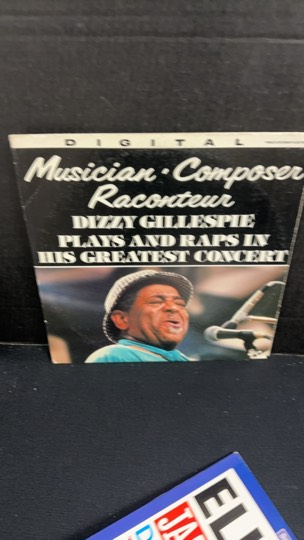 DIGITAL
Musician • Composer
Raconteur
DIZZY GILLESPIE
PLAYS AND RAPS IN
HIS GREATEST CONCERT